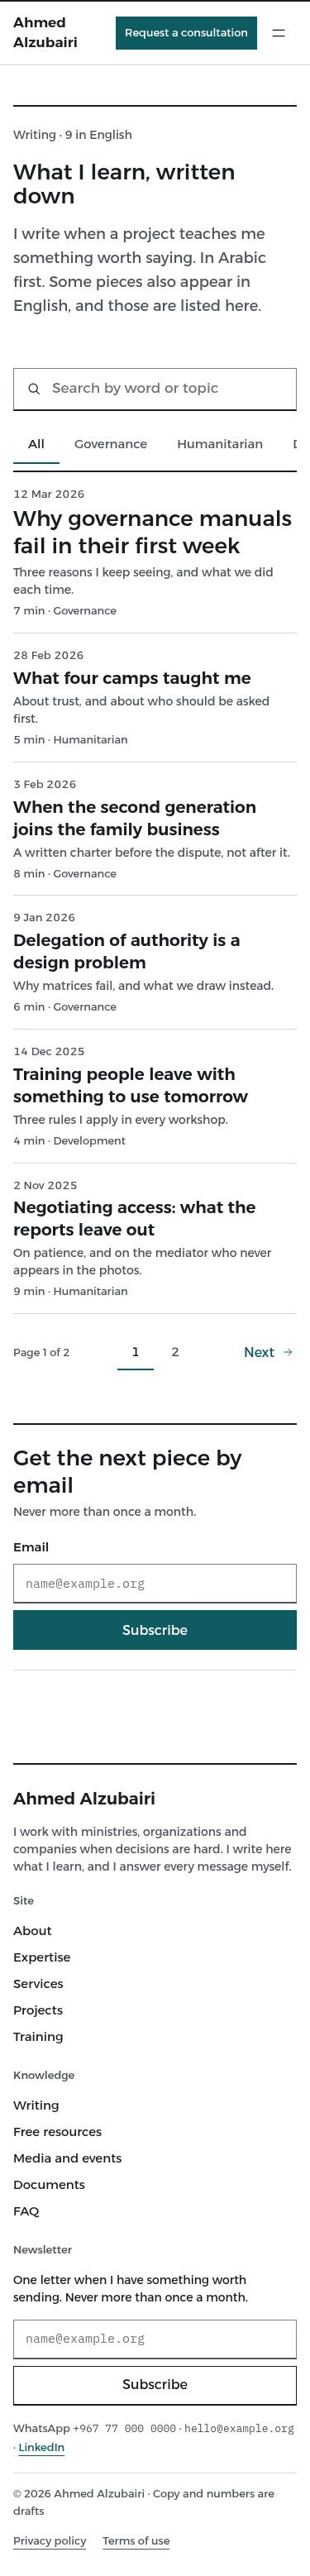 Ahmed
Alzubairi
Request a consultation
Writing · 9 in English
What I learn, written
down
I write when a project teaches me
something worth saying. In Arabic
first. Some pieces also appear in
English, and those are listed here.
Search by word or topic
All Governance Humanitarian
12 Mar 2026
Why governance manuals
fail in their first week
Three reasons I keep seeing, and what we did
each time.
7 min · Governance
28 Feb 2026
What four camps taught me
About trust, and about who should be asked
first.
5 min · Humanitarian
3 Feb 2026
When the second generation
joins the family business
A written charter before the dispute, not after it.
8 min · Governance
9 Jan 2026
Delegation of authority is a
design problem
Why matrices fail, and what we draw instead.
6 min · Governance
14 Dec 2025
Training people leave with
something to use tomorrow
Three rules I apply in every workshop.
4 min · Development
2 Nov 2025
Negotiating access: what the
reports leave out
On patience, and on the mediator who never
appears in the photos.
9 min · Humanitarian
Page 1 of 2 1 2 Next →
Get the next piece by
email
Never more than once a month.
Email
name@example.org
Subscribe
Ahmed Alzubairi
I work with ministries, organizations and
companies when decisions are hard. I write here
what I learn, and I answer every message myself.
Site
About
Expertise
Services
Projects
Training
Knowledge
Writing
Free resources
Media and events
Documents
FAQ
Newsletter
One letter when I have something worth
sending. Never more than once a month.
name@example.org
Subscribe
WhatsApp +967 77 000 0000 · hello@example.org
· LinkedIn
© 2026 Ahmed Alzubairi · Copy and numbers are
drafts
Privacy policy Terms of use